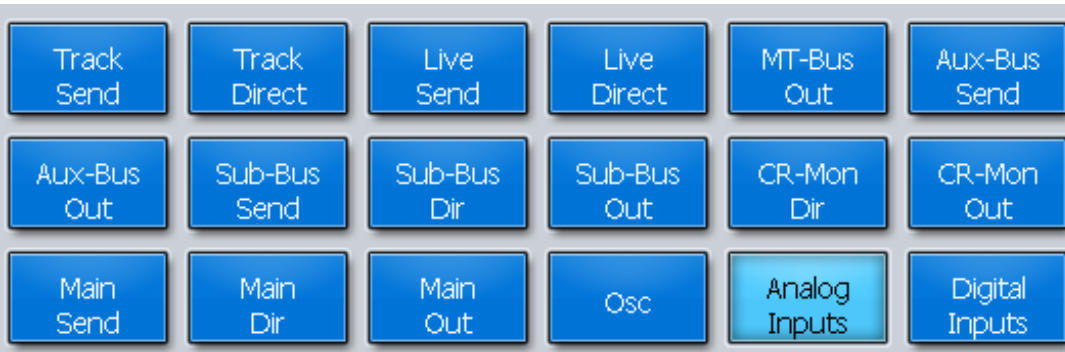 Track
Send
Track
Direct
Live
Send
Live
Direct
MT-Bus
Out
Aux-Bus
Send
Aux-Bus
Out
Sub-Bus
Send
Sub-Bus
Dir
Sub-Bus
Out
CR-Mon
Dir
CR-Mon
Out
Main
Send
Main
Dir
Main
Out
Osc
Analog
Inputs
Digital
Inputs